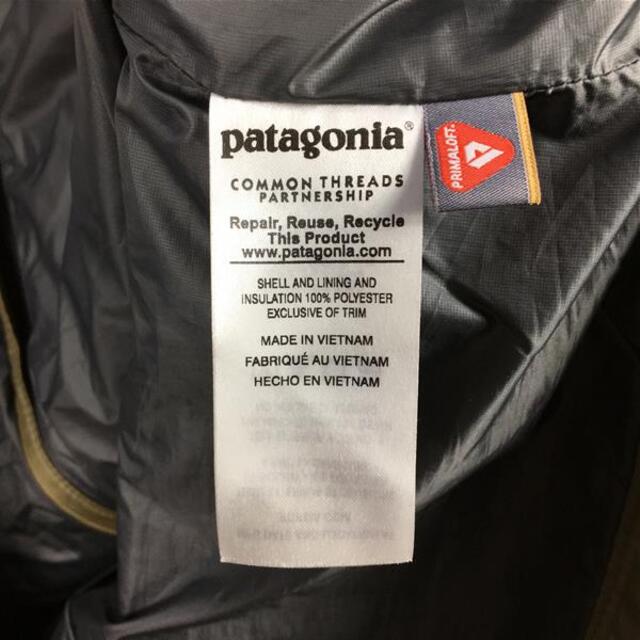 patagonia®
COMMON THREADS
PARTNERSHIP
Repair, Reuse, Recycle
This Product
www.patagonia.com
SHELL AND LINING AND
INSULATION 100% POLYESTER
EXCLUSIVE OF TRIM
MADE IN VIETNAM
FABRIQUÉ AU VIETNAM
HECHO EN VIETNAM
PRIMALOFT.